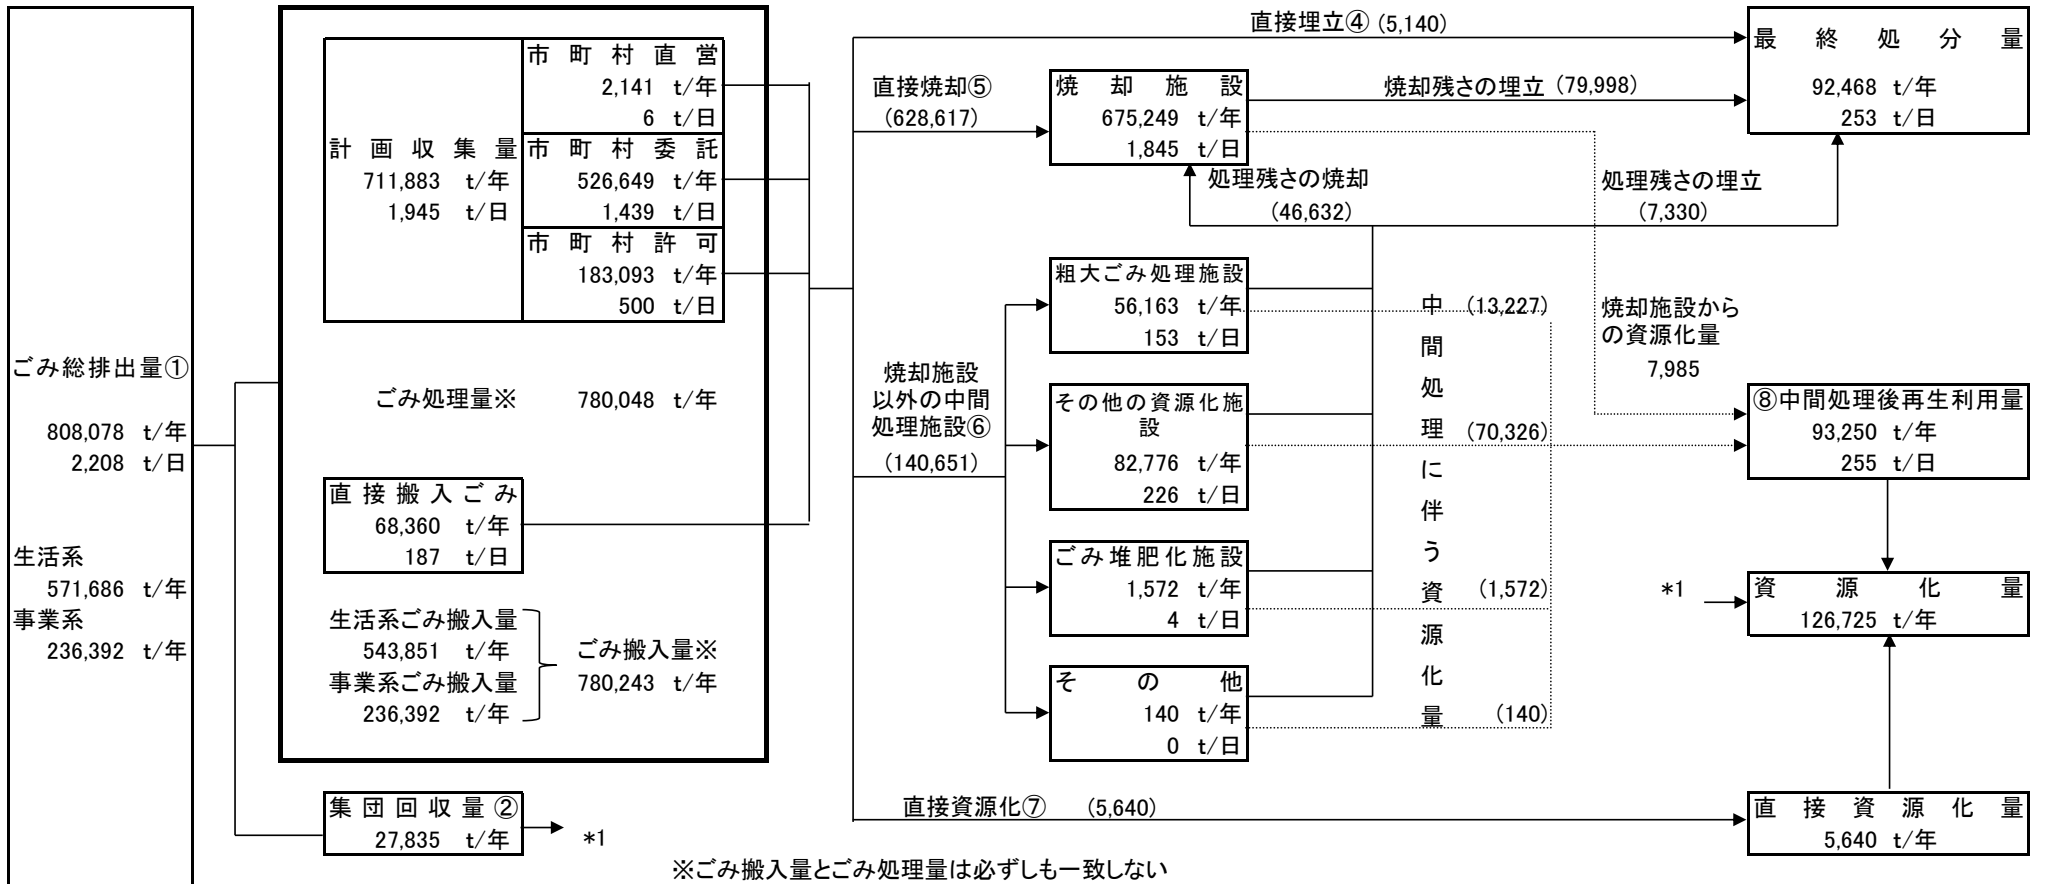 ごみ総排出量①
808,078 t/年
2,208 t/日
生活系
571,686 t/年
事業系
236,392 t/年
計画収集量
711,883 t/年
1,945 t/日
市町村直営
2,141 t/年
6 t/日
市町村委託
526,649 t/年
1,439 t/日
市町村許可
183,093 t/年
500 t/日
ごみ処理量※ 780,048 t/年
直接搬入ごみ
68,360 t/年
187 t/日
生活系ごみ搬入量
543,851 t/年
事業系ごみ搬入量
236,392 t/年
ごみ搬入量※
780,243 t/年
集団回収量②
27,835 t/年
*1
直接埋立④ (5,140)
直接焼却⑤
(628,617)
焼却施設
675,249 t/年
1,845 t/日
焼却残さの埋立 (79,998)
処理残さの焼却
(46,632)
処理残さの埋立
(7,330)
焼却施設
以外の中間
処理施設⑥
(140,651)
粗大ごみ処理施設
56,163 t/年
153 t/日
その他の資源化施
設
82,776 t/年
226 t/日
ごみ堆肥化施設
1,572 t/年
4 t/日
その他
140 t/年
0 t/日
中間処理に伴う資源化量
(13,227)
(70,326)
(1,572)
(140)
焼却施設から
の資源化量
7,985
直接資源化⑦ (5,640)
最終処分量
92,468 t/年
253 t/日
⑧中間処理後再生利用量
93,250 t/年
255 t/日
*1
資源化量
126,725 t/年
直接資源化量
5,640 t/年
※ごみ搬入量とごみ処理量は必ずしも一致しない